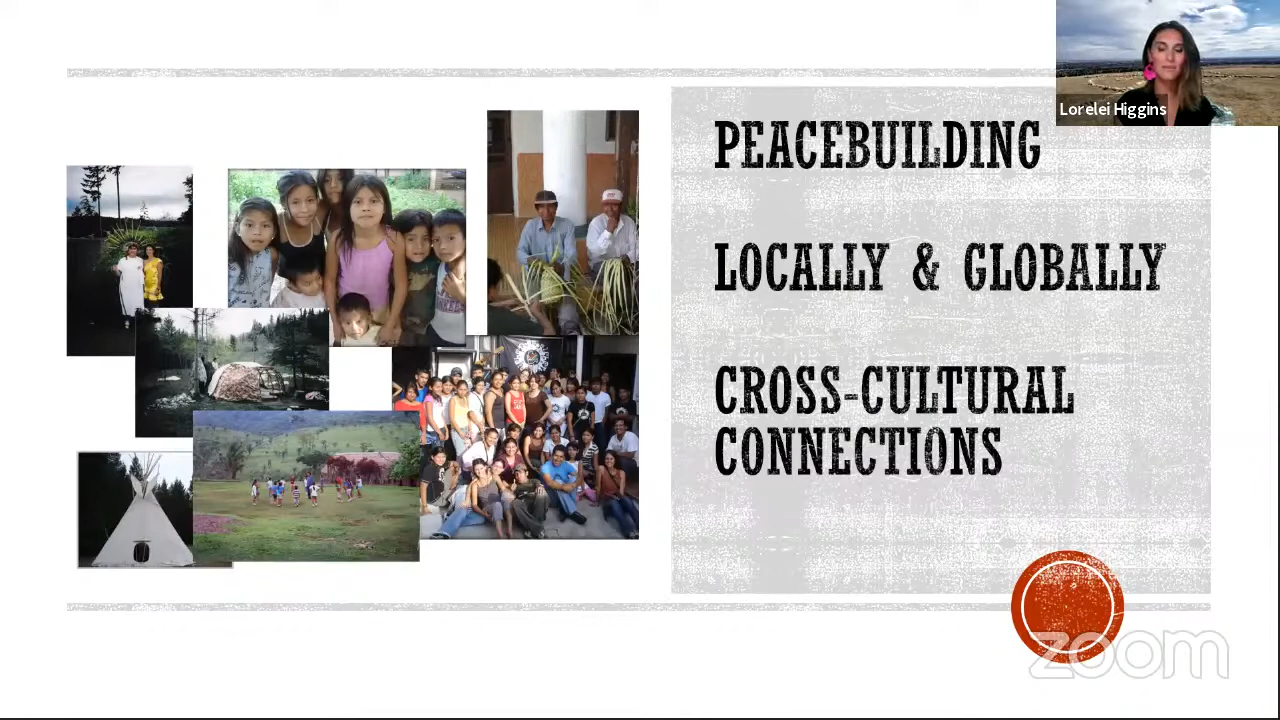 Lorelei Higgins
PEACEBUILDING
LOCALLY & GLOBALLY
CROSS-CULTURAL
CONNECTIONS
zoom